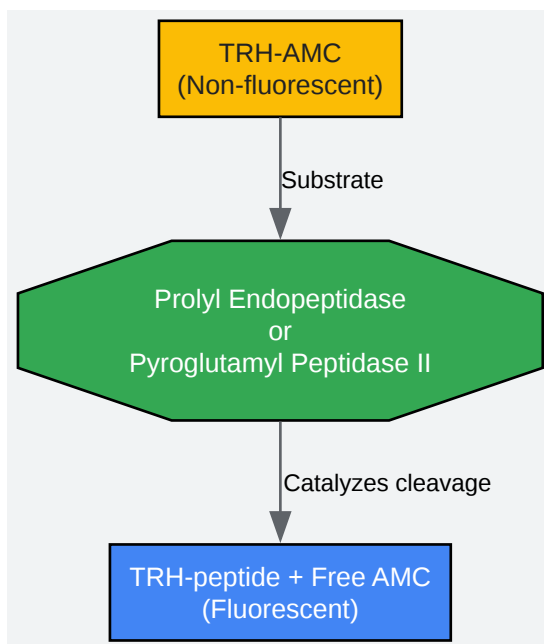 TRH-AMC
(Non-fluorescent)
Substrate
Prolyl Endopeptidase
or
Pyroglutamyl Peptidase II
Catalyzes cleavage
TRH-peptide + Free AMC
(Fluorescent)